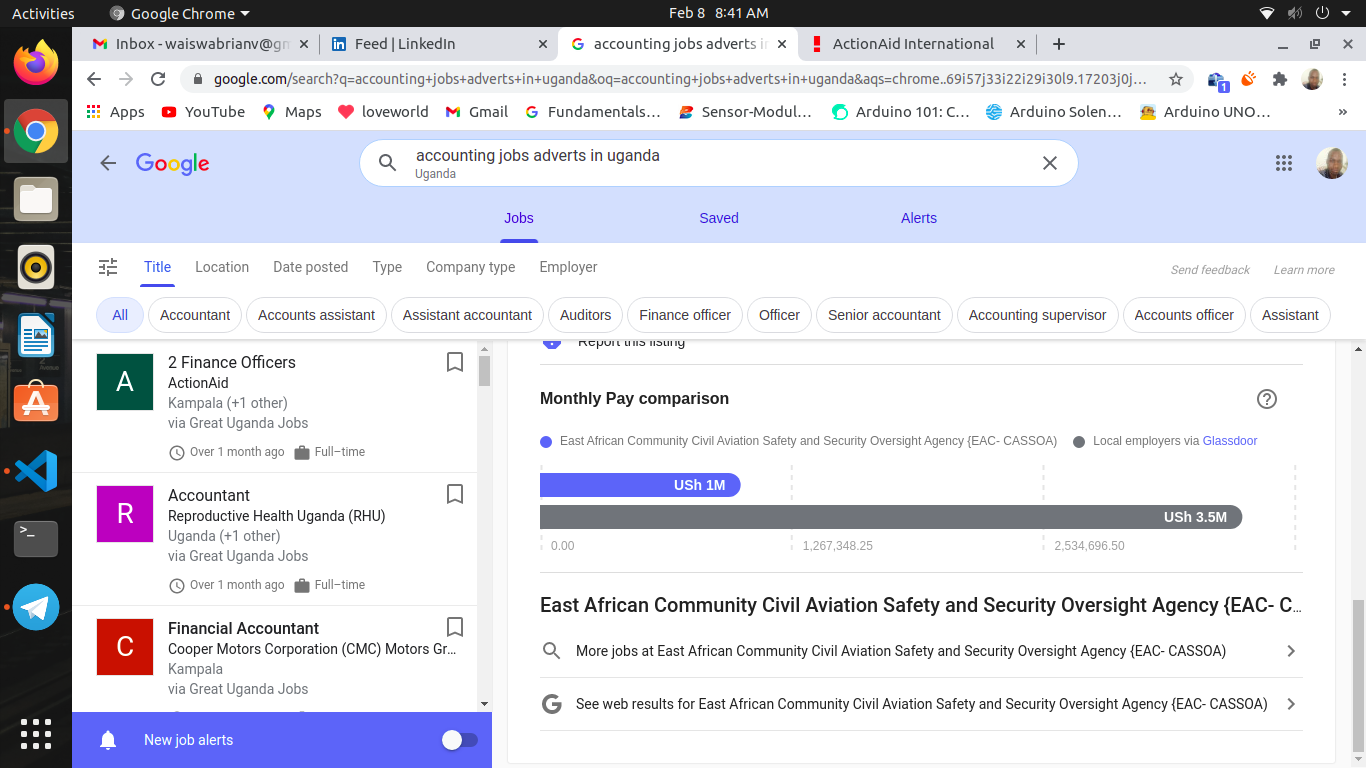 Activities
Google Chrome
Feb 8 8:41 AM
Inbox - waiswabrianv@gm
Feed | LinkedIn
accounting jobs adverts in
ActionAid International
google.com/search?q=accounting+jobs+adverts+in+uganda&oq=accounting+jobs+adverts+in+uganda&aqs=chrome..69i57j33i22i29i30l9.17203j0j…
1
Apps
YouTube
Maps
loveworld
Gmail
Fundamentals…
Sensor-Modul…
Arduino 101: C…
Arduino Solen…
Arduino UNO…
»
Google
accounting jobs adverts in uganda
Uganda
Jobs
Saved
Alerts
Title
Location
Date posted
Type
Company type
Employer
Send feedback
Learn more
All
Accountant
Accounts assistant
Assistant accountant
Auditors
Finance officer
Officer
Senior accountant
Accounting supervisor
Accounts officer
Assistant
A
2 Finance Officers
ActionAid
Kampala (+1 other)
via Great Uganda Jobs
Over 1 month ago
Full–time
R
Accountant
Reproductive Health Uganda (RHU)
Uganda (+1 other)
via Great Uganda Jobs
Over 1 month ago
Full–time
C
Financial Accountant
Cooper Motors Corporation (CMC) Motors Gr…
Kampala
via Great Uganda Jobs
New job alerts
Report this listing
Monthly Pay comparison
East African Community Civil Aviation Safety and Security Oversight Agency {EAC- CASSOA)
Local employers via Glassdoor
USh 1M
USh 3.5M
0.00
1,267,348.25
2,534,696.50
East African Community Civil Aviation Safety and Security Oversight Agency {EAC- C…
More jobs at East African Community Civil Aviation Safety and Security Oversight Agency {EAC- CASSOA)
See web results for East African Community Civil Aviation Safety and Security Oversight Agency {EAC- CASSOA)